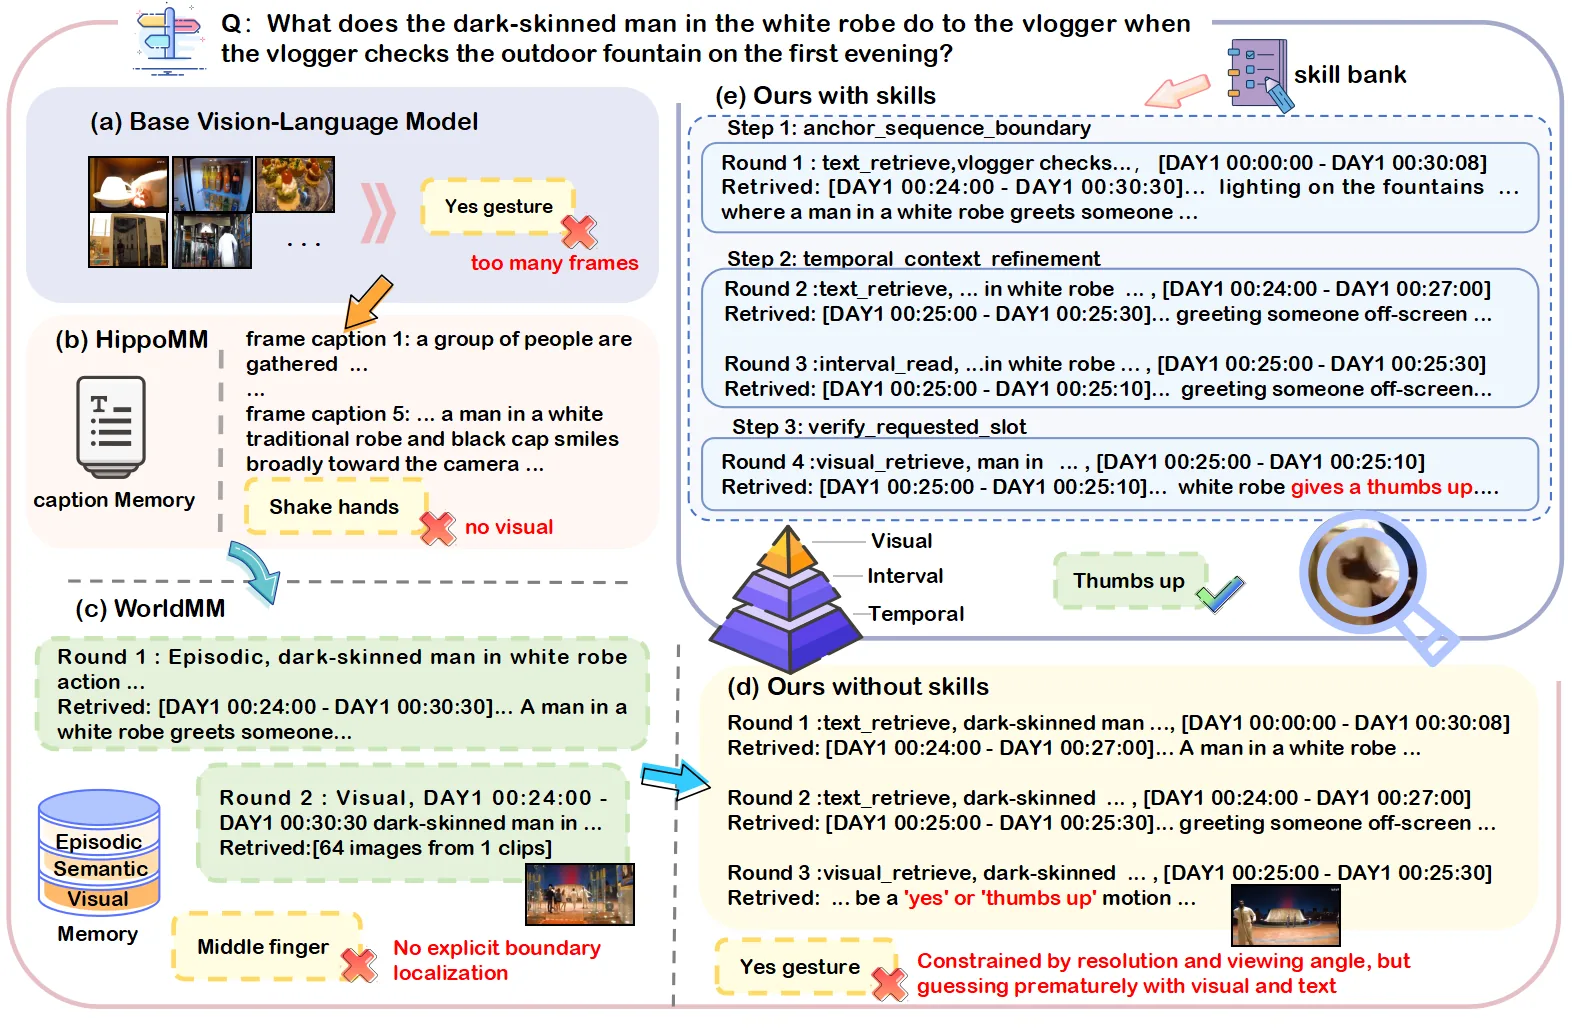 Q: What does the dark-skinned man in the white robe do to the vlogger when
the vlogger checks the outdoor fountain on the first evening?
(a) Base Vision-Language Model
Yes gesture
. . .
too many frames
(b) HippoMM
caption Memory
frame caption 1: a group of people are
gathered ...
...
frame caption 5: ... a man in a white
traditional robe and black cap smiles
broadly toward the camera ...
Shake hands
no visual
(c) WorldMM
Round 1 : Episodic, dark-skinned man in white robe
action ...
Retrived: [DAY1 00:24:00 - DAY1 00:30:30]... A man in a
white robe greets someone...
Round 2 : Visual, DAY1 00:24:00 -
DAY1 00:30:30 dark-skinned man in ...
Retrived:[64 images from 1 clips]
Episodic
Semantic
Visual
Memory
Middle finger
No explicit boundary
localization
skill bank
(e) Ours with skills
Step 1: anchor_sequence_boundary
Round 1 : text_retrieve,vlogger checks..., [DAY1 00:00:00 - DAY1 00:30:08]
Retrived: [DAY1 00:24:00 - DAY1 00:30:30]... lighting on the fountains ...
where a man in a white robe greets someone ...
Step 2: temporal_context_refinement
Round 2 :text_retrieve, ... in white robe ... , [DAY1 00:24:00 - DAY1 00:27:00]
Retrived: [DAY1 00:25:00 - DAY1 00:25:30]... greeting someone off-screen ...
Round 3 :interval_read, ...in white robe ... , [DAY1 00:25:00 - DAY1 00:25:30]
Retrived: [DAY1 00:25:00 - DAY1 00:25:10]... greeting someone off-screen...
Step 3: verify_requested_slot
Round 4 :visual_retrieve, man in ... , [DAY1 00:25:00 - DAY1 00:25:10]
Retrived: [DAY1 00:25:00 - DAY1 00:25:10]... white robe gives a thumbs up....
Visual
Interval
Temporal
Thumbs up
(d) Ours without skills
Round 1 :text_retrieve, dark-skinned man ..., [DAY1 00:00:00 - DAY1 00:30:08]
Retrived: [DAY1 00:24:00 - DAY1 00:27:00]... A man in a white robe ...
Round 2 :text_retrieve, dark-skinned ... , [DAY1 00:24:00 - DAY1 00:27:00]
Retrived: [DAY1 00:25:00 - DAY1 00:25:30]... greeting someone off-screen ...
Round 3 :visual_retrieve, dark-skinned ... , [DAY1 00:25:00 - DAY1 00:25:30]
Retrived: ... be a 'yes' or 'thumbs up' motion ...
Yes gesture
Constrained by resolution and viewing angle, but
guessing prematurely with visual and text